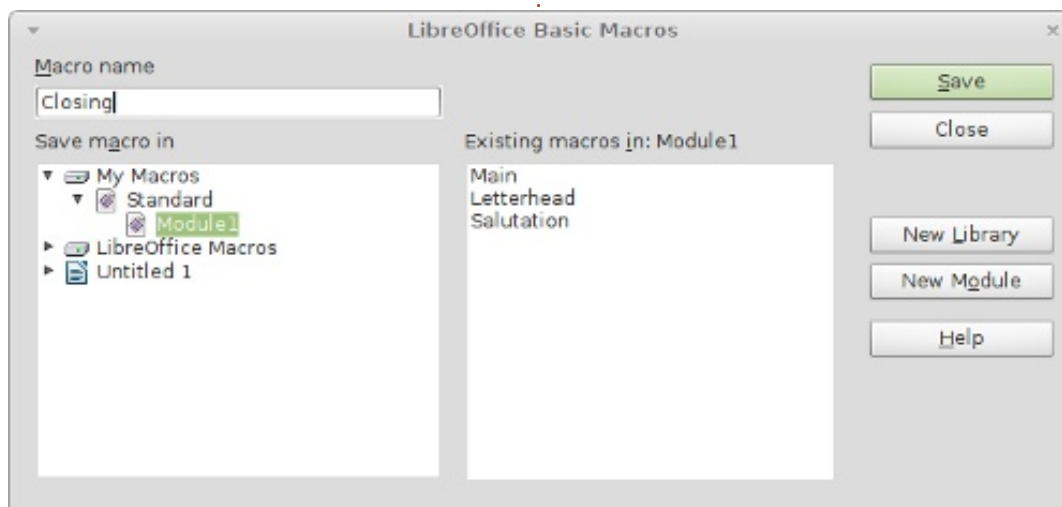 LibreOffice Basic Macros
Macro name
Closing
Save macro in
My Macros
Standard
Module1
LibreOffice Macros
Untitled 1
Existing macros in: Module1
Main
Letterhead
Salutation
Save
Close
New Library
New Module
Help